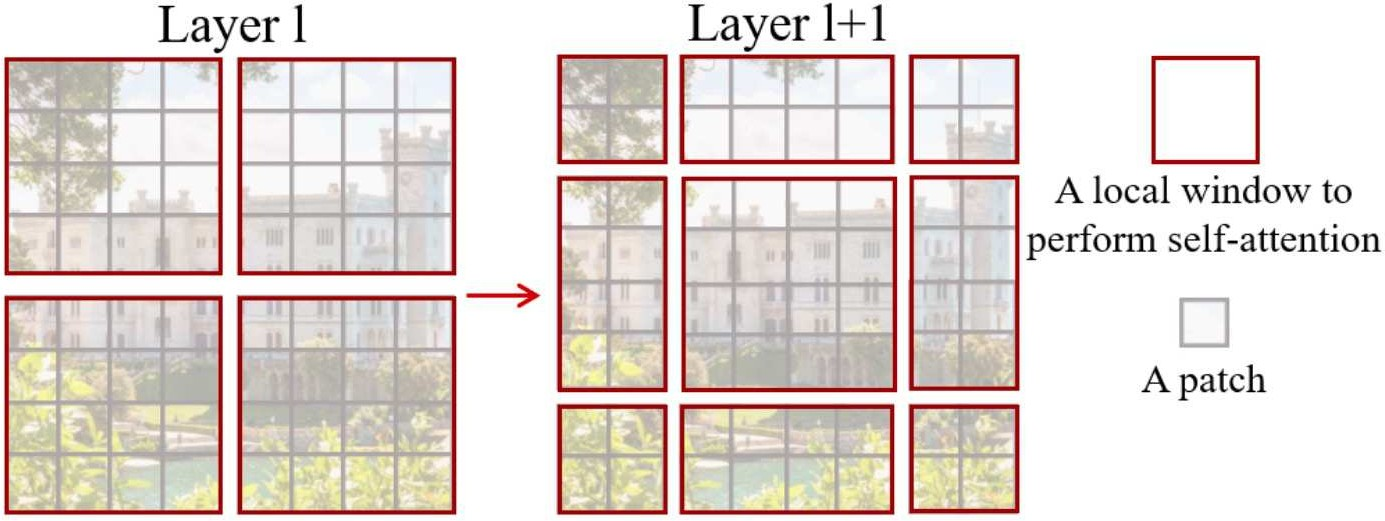 Layer l
Layer l+1
A local window to
perform self-attention
A patch